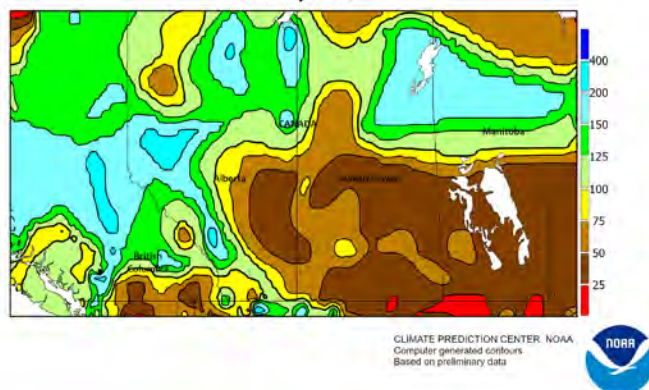 400
200
150
125
100
75
50
25
CANADA
Manitoba
Alberta
British
Columbia
CLIMATE PREDICTION CENTER, NOAA
Computer generated contours
Based on preliminary data
NOAA